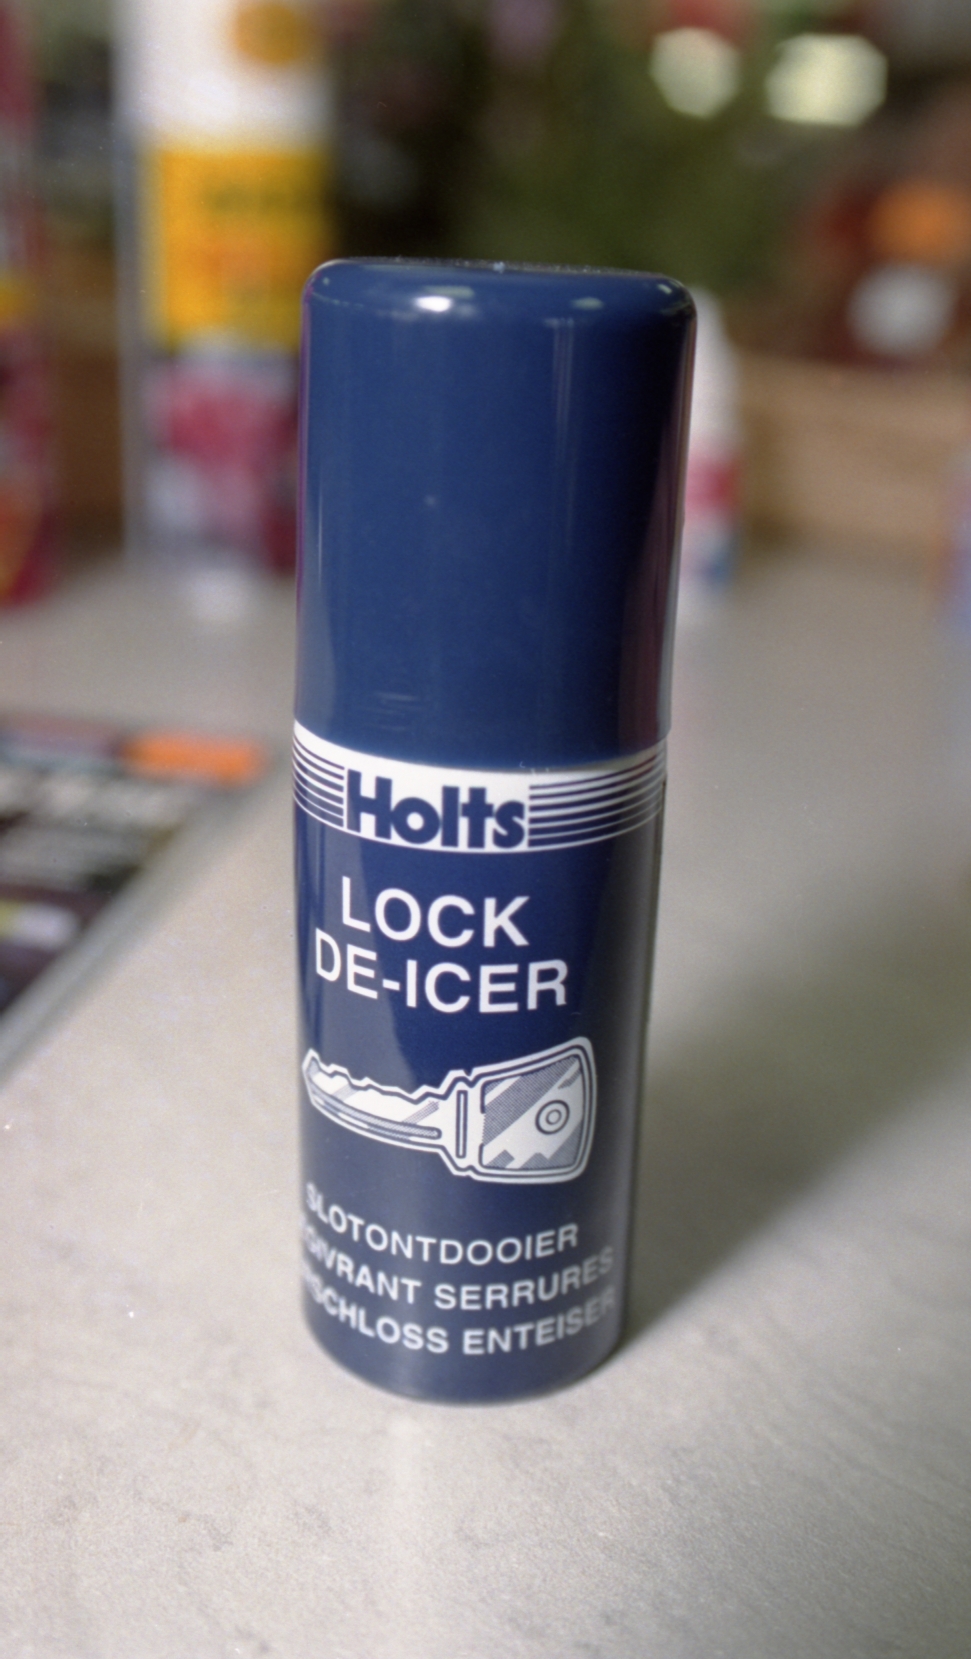 Holts
LOCK
DE-ICER
SLOTONTDOOIER
SERRURES
ENTEISER